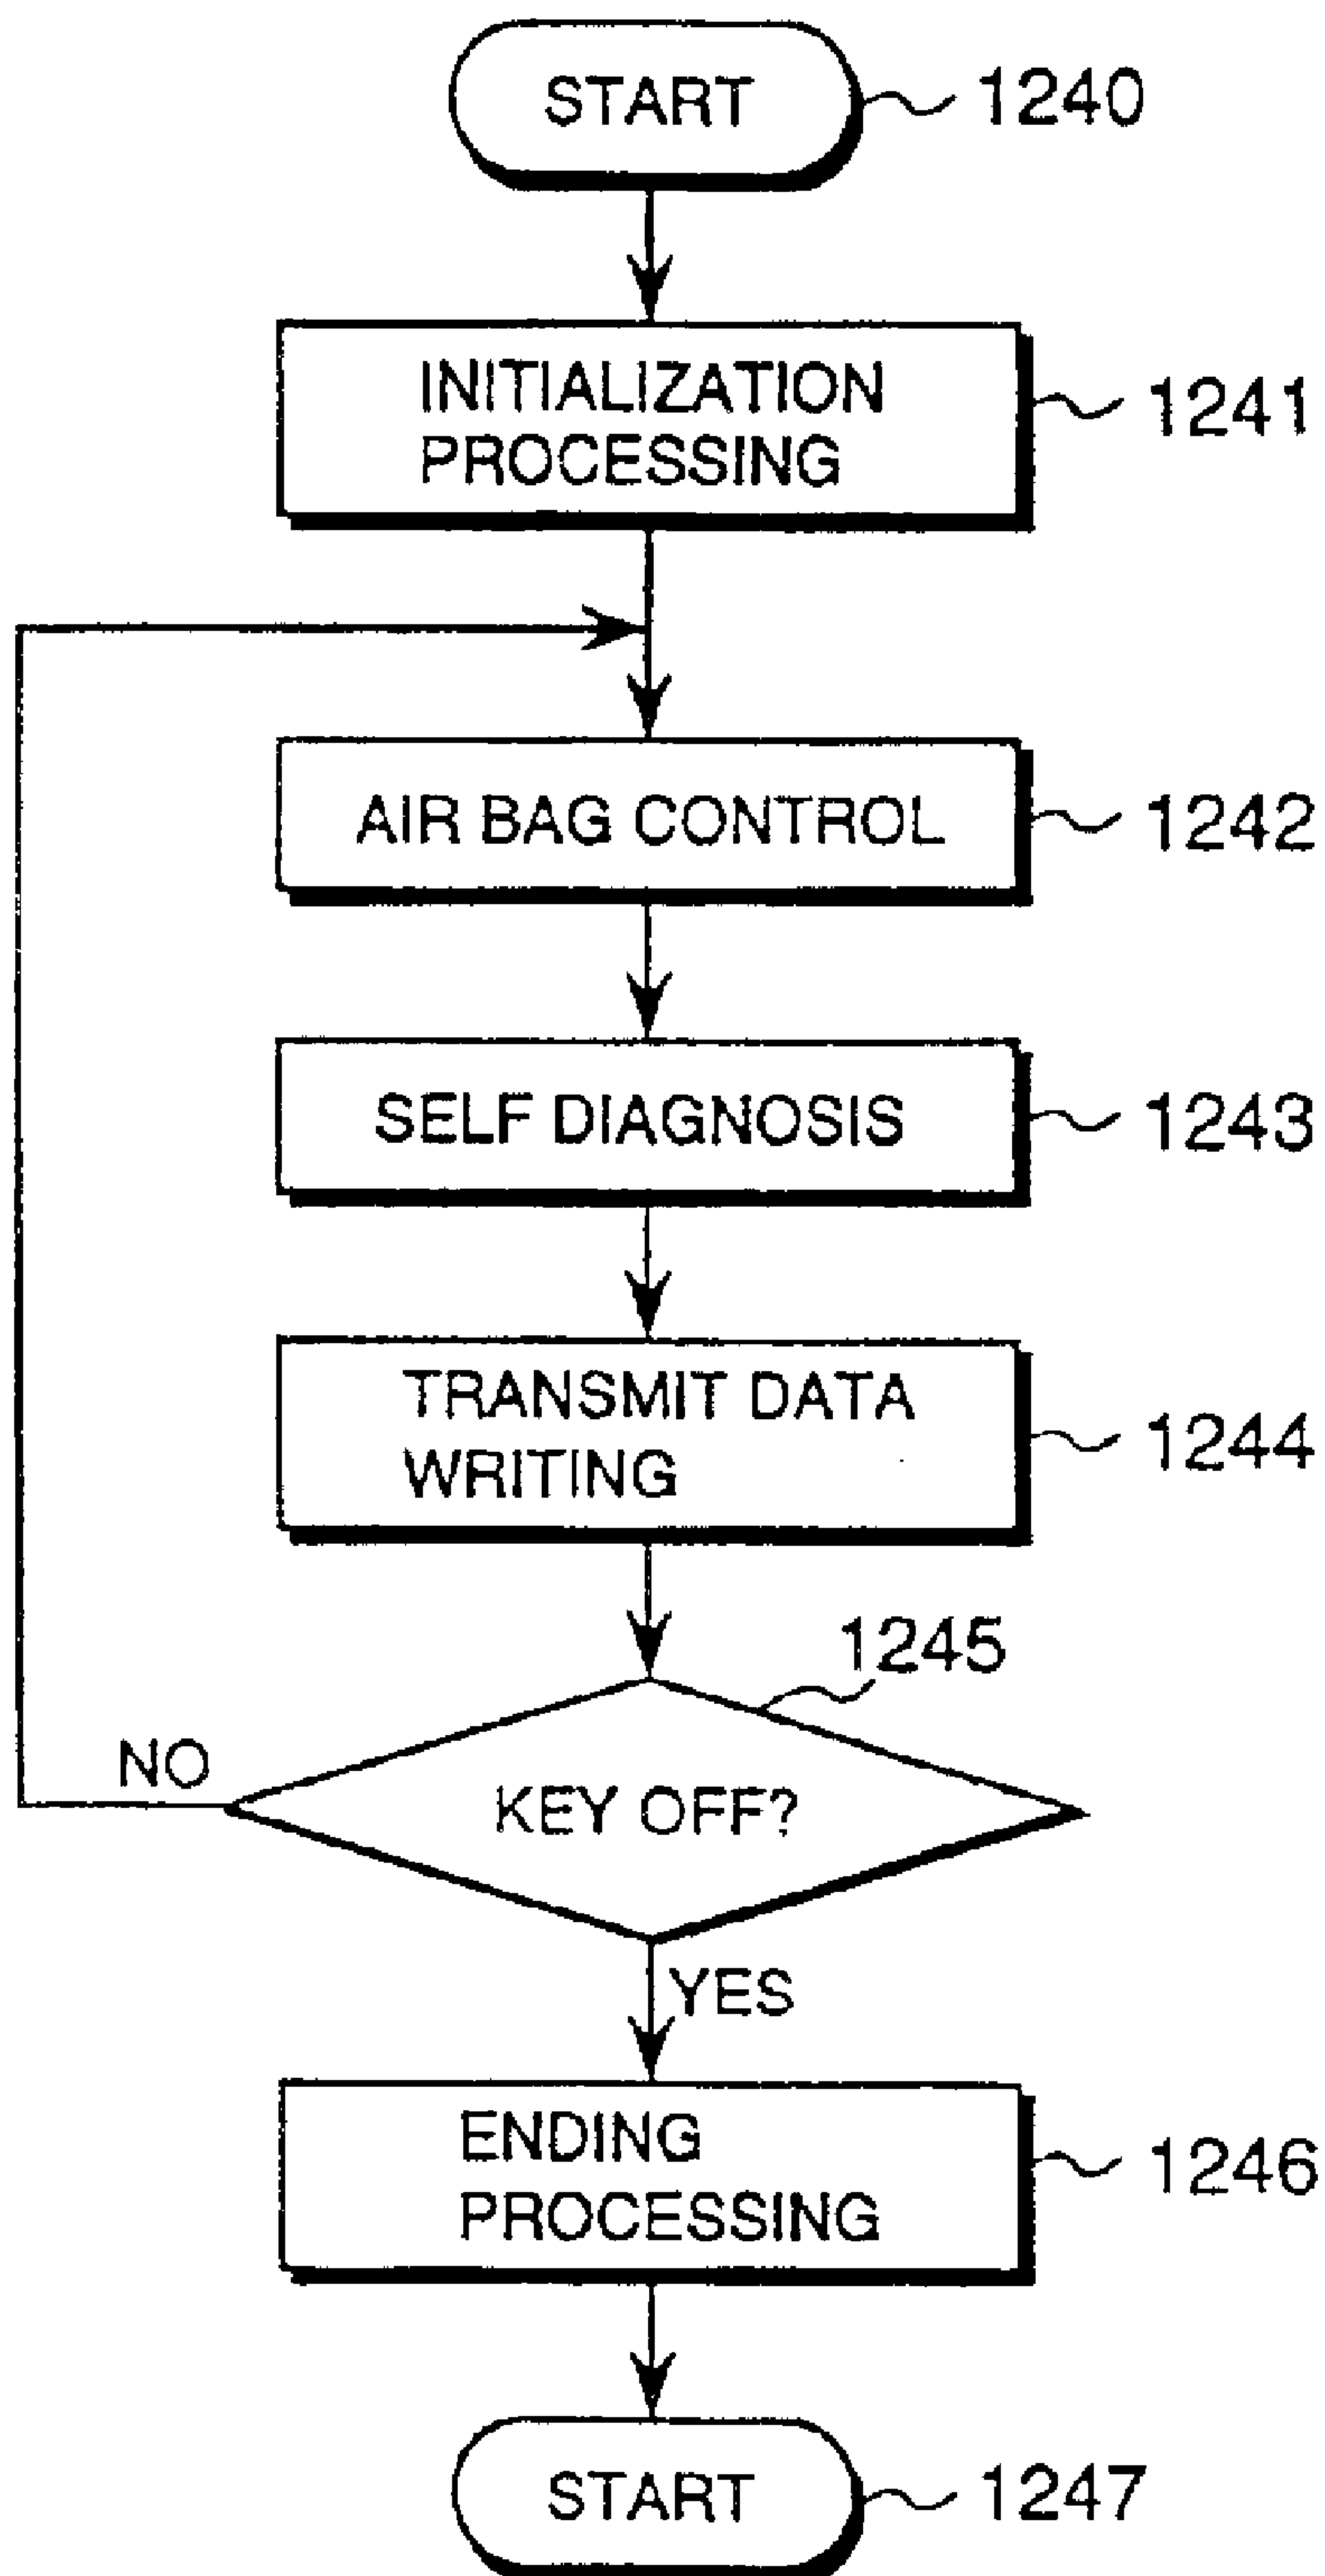 START
1240
INITIALIZATION
PROCESSING
1241
AIR BAG CONTROL
1242
SELF DIAGNOSIS
1243
TRANSMIT DATA
WRITING
1244
1245
NO
KEY OFF?
YES
ENDING
PROCESSING
1246
START
1247